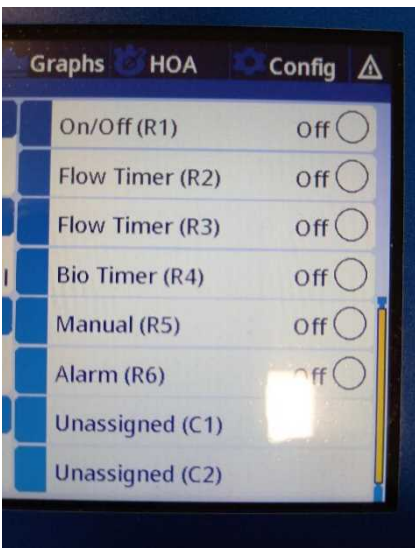 Graphs HOA Config
On/Off (R1) Off
Flow Timer (R2) Off
Flow Timer (R3) Off
Bio Timer (R4) Off
Manual (R5) Off
Alarm (R6) Off
Unassigned (C1)
Unassigned (C2)